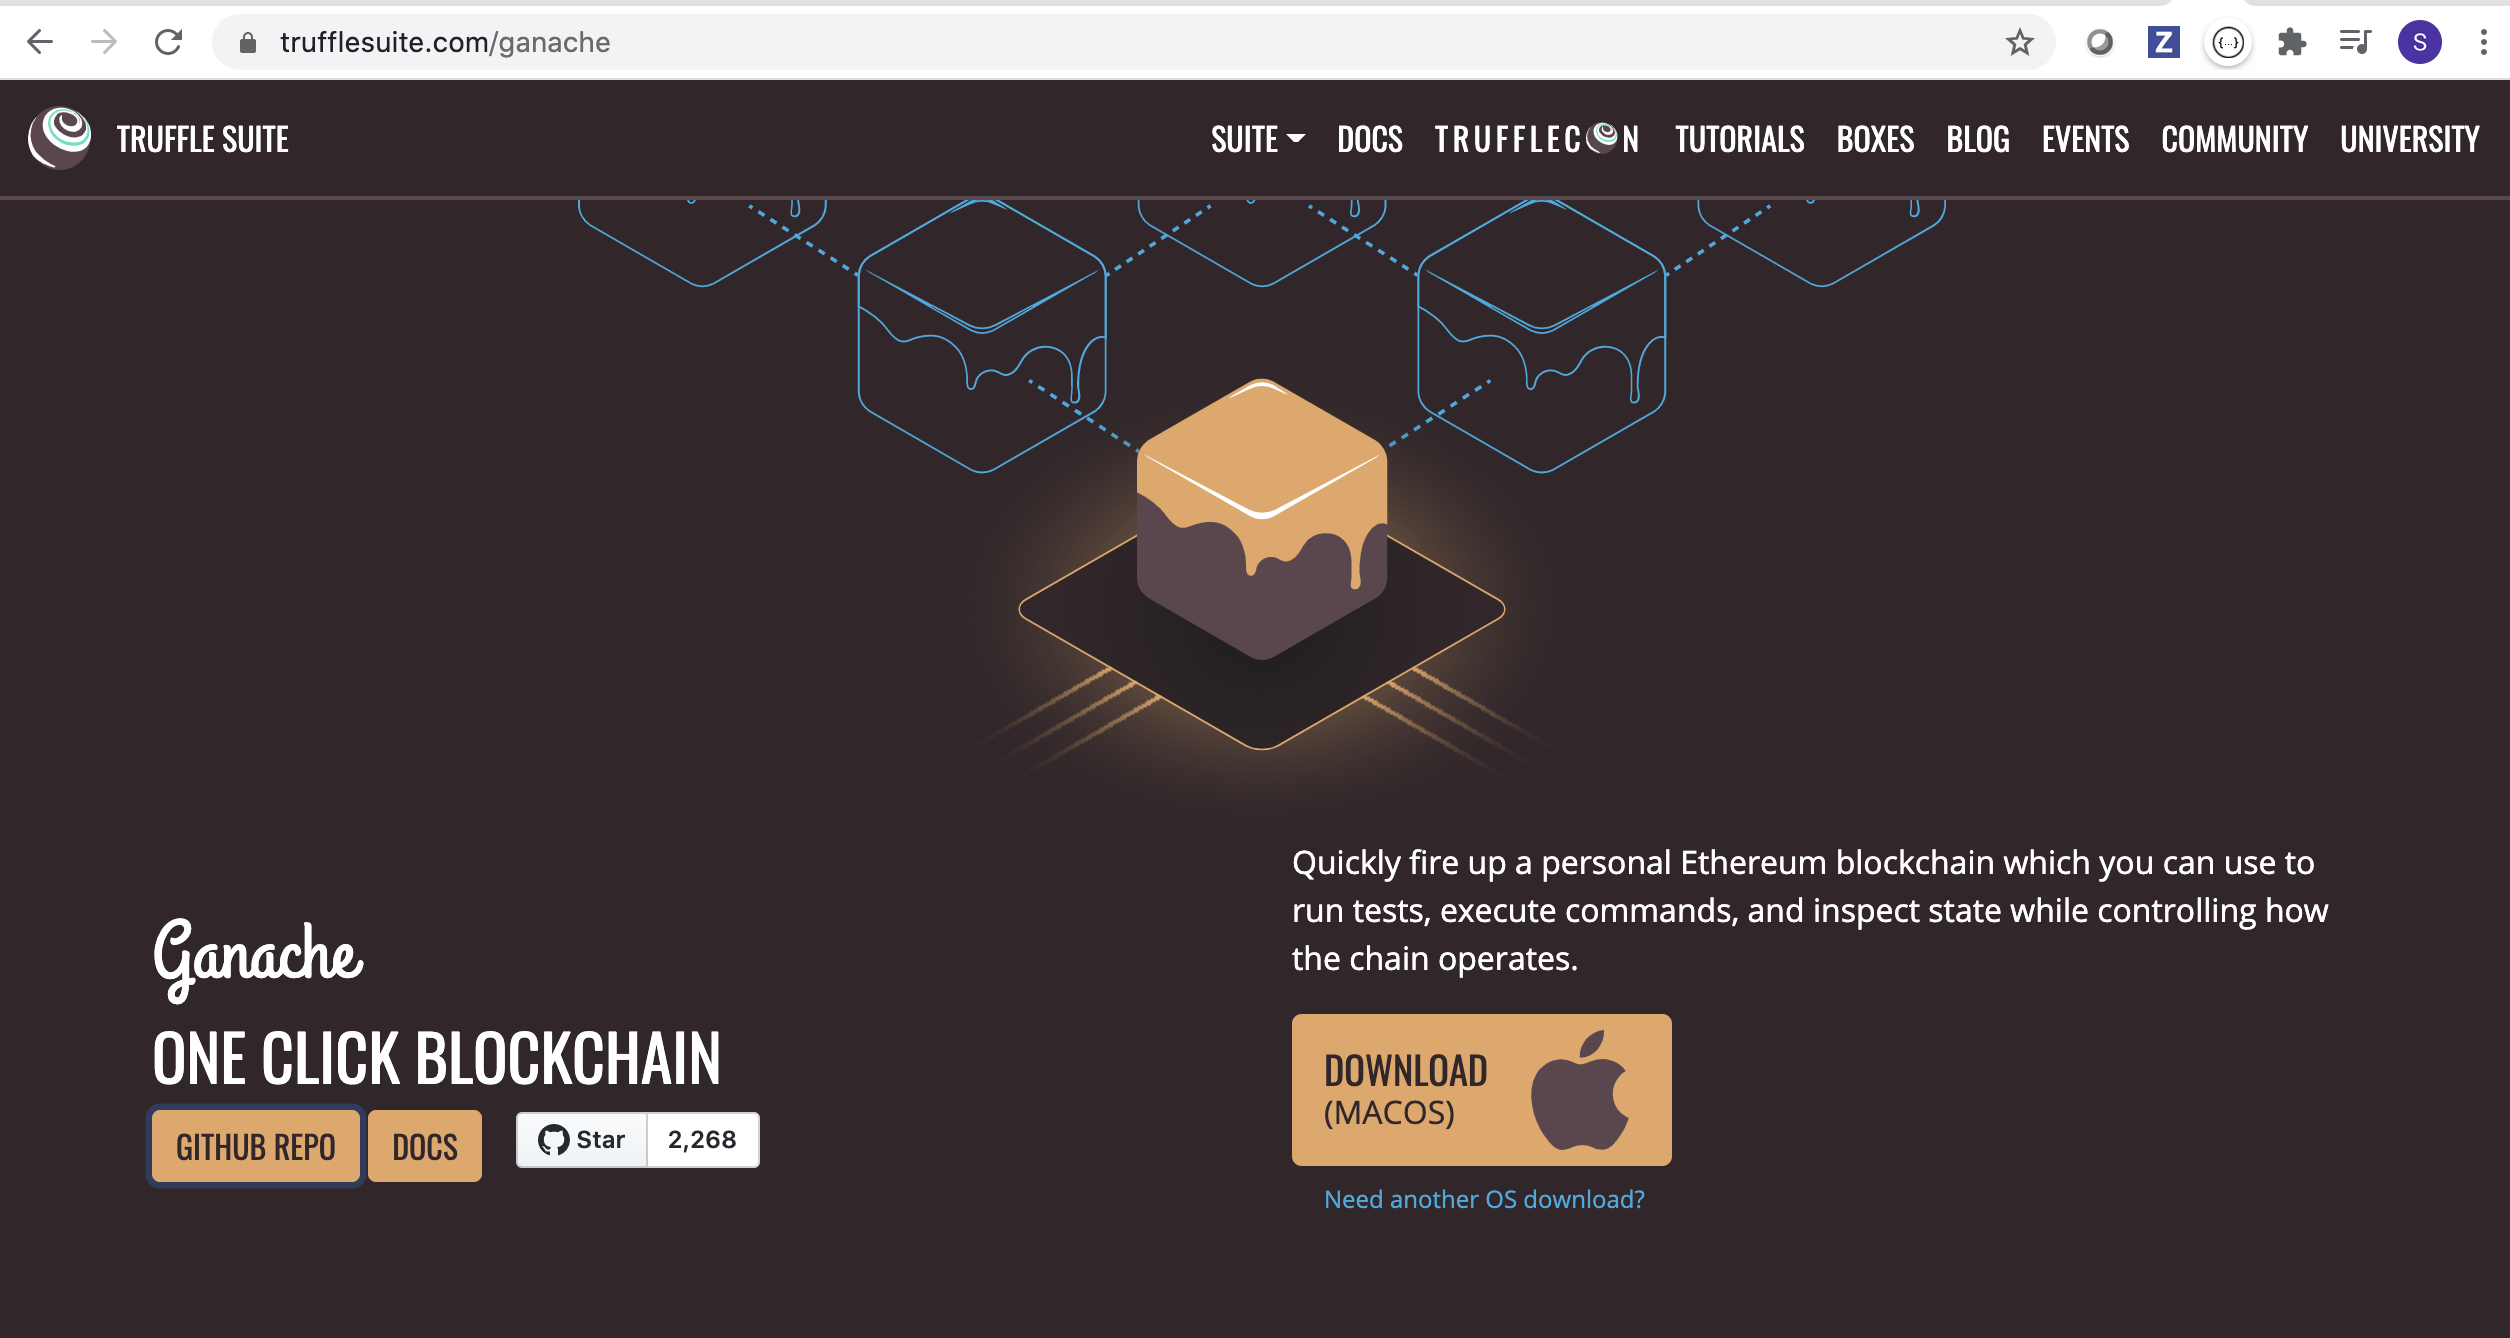 trufflesuite.com/ganache
Z
{...}
S
TRUFFLE SUITE
SUITE DOCS TRUFFLECON TUTORIALS BOXES BLOG EVENTS COMMUNITY UNIVERSITY
Quickly fire up a personal Ethereum blockchain which you can use to
run tests, execute commands, and inspect state while controlling how
the chain operates.
Ganache
ONE CLICK BLOCKCHAIN
GITHUB REPO DOCS Star 2,268
DOWNLOAD
(MACOS)
Need another OS download?